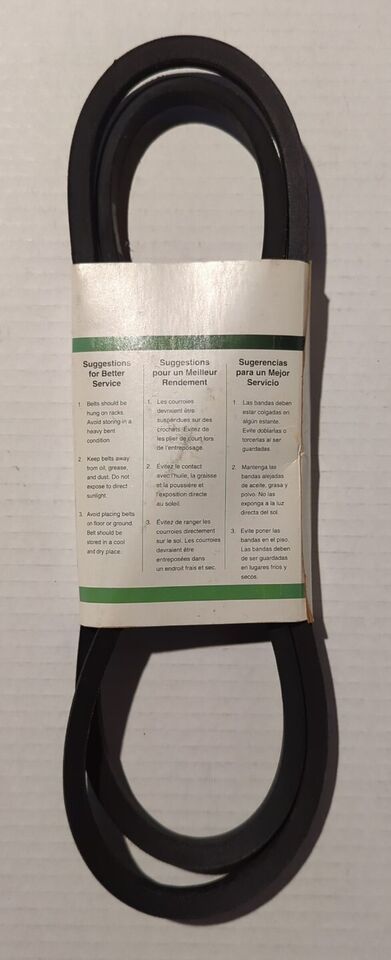 Suggestions
for Better
Service
1. Belts should be
hung on racks.
Avoid storing in a
heavy bent
condition
2. Keep belts away
from oil, grease,
and dust. Do not
expose to direct
sunlight.
3. Avoid placing belts
on floor or ground.
Belt should be
stored in a cool
and dry place.
Suggestions
pour un Meilleur
Rendement
1. Les courroies
devraient être
suspendues sur des
crochets. Évitez de
les plier de court lors
de l'entreposage.
2. Évitez le contact
avec l'huile, la graisse
et la poussière et
l'exposition directe
au soleil.
3. Évitez de ranger les
courroies directement
sur le sol. Les courroies
devraient être
entreposées dans
un endroit frais et sec.
Sugerencias
para un Mejor
Servicio
1. Las bandas deben
estar colgadas en
algún estante.
Evite doblarlas o
torcerlas al ser
guardadas
2. Mantenga las
bandas alejadas
de aceite, grasa y
polvo. No las
exponga a la luz
directa del sol.
3. Evite poner las
bandas en el piso.
Las bandas deben
de ser guardadas
en lugares fríos y
secos.